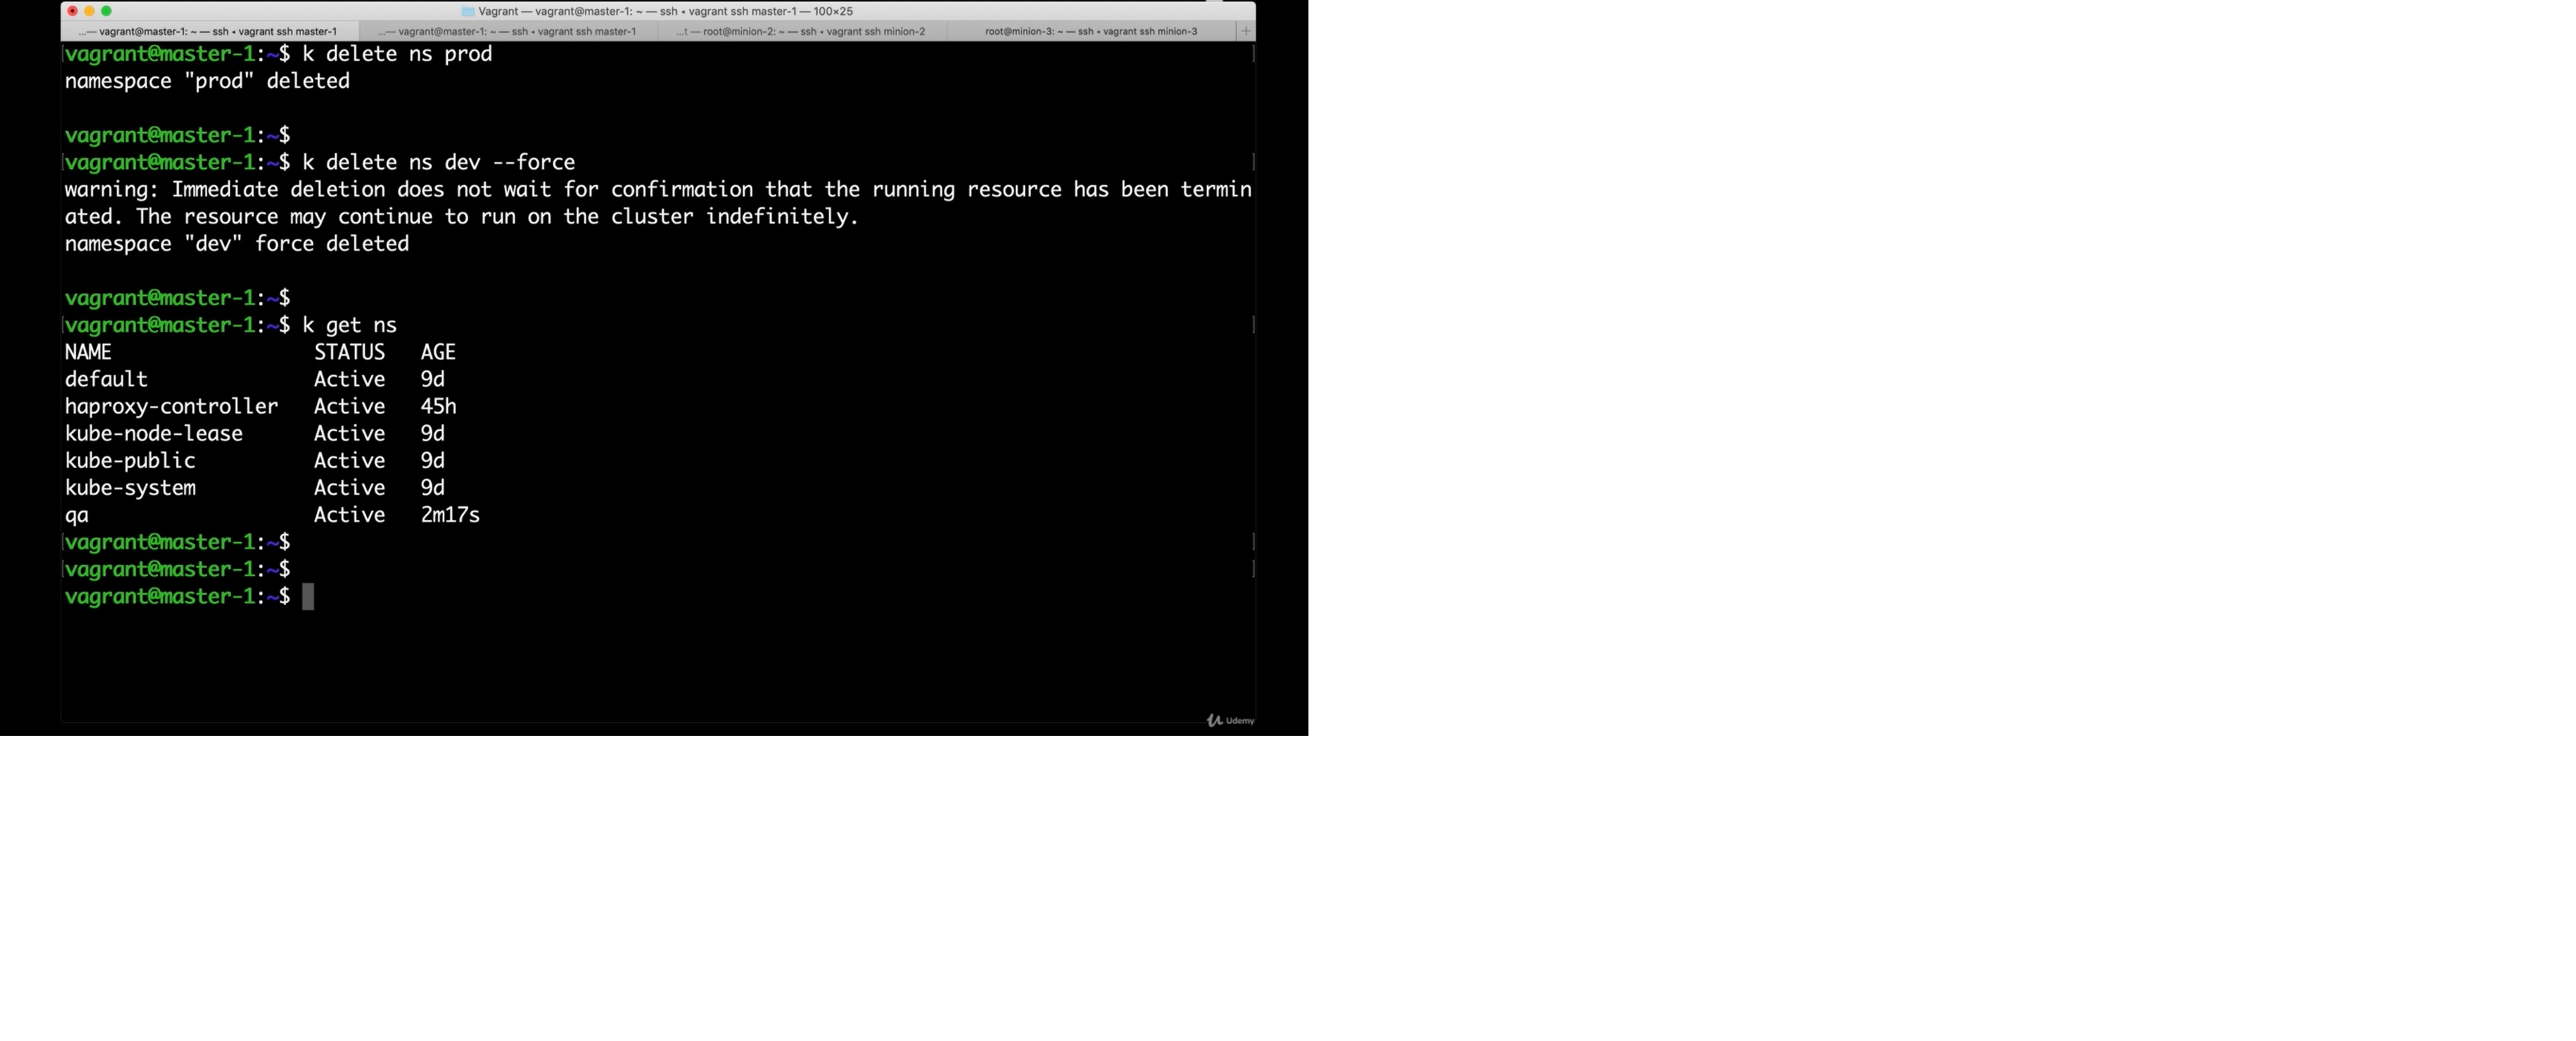 Vagrant — vagrant@master-1: ~ — ssh • vagrant ssh master-1 — 100×25
...— vagrant@master-1: ~ — ssh • vagrant ssh master-1 ...— vagrant@master-1: ~ — ssh • vagrant ssh master-1 ...t — root@minion-2: ~ — ssh • vagrant ssh minion-2 root@minion-3: ~ — ssh • vagrant ssh minion-3 +
[vagrant@master-1:~$ k delete ns prod ]
namespace "prod" deleted
vagrant@master-1:~$
[vagrant@master-1:~$ k delete ns dev --force ]
warning: Immediate deletion does not wait for confirmation that the running resource has been termin
ated. The resource may continue to run on the cluster indefinitely.
namespace "dev" force deleted
vagrant@master-1:~$
[vagrant@master-1:~$ k get ns ]
NAME STATUS AGE
default Active 9d
haproxy-controller Active 45h
kube-node-lease Active 9d
kube-public Active 9d
kube-system Active 9d
qa Active 2m17s
[vagrant@master-1:~$ ]
[vagrant@master-1:~$ ]
vagrant@master-1:~$
Udemy